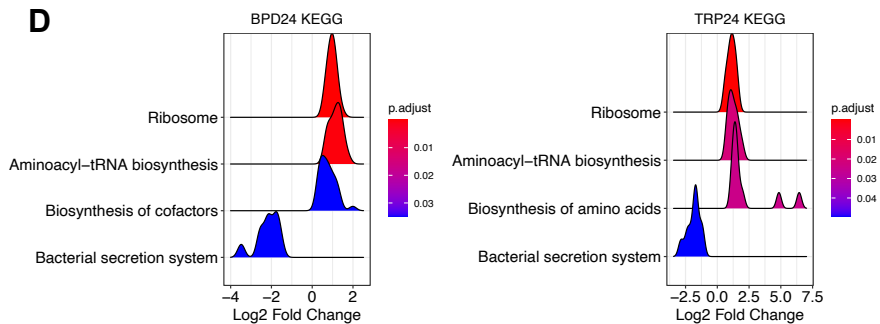 D
BPD24 KEGG
Ribosome
Aminoacyl−tRNA biosynthesis
Biosynthesis of cofactors
Bacterial secretion system
−4 −2 0 2
Log2 Fold Change
p.adjust
0.01
0.02
0.03
TRP24 KEGG
Ribosome
Aminoacyl−tRNA biosynthesis
Biosynthesis of amino acids
Bacterial secretion system
−2.5 0.0 2.5 5.0 7.5
Log2 Fold Change
p.adjust
0.01
0.02
0.03
0.04